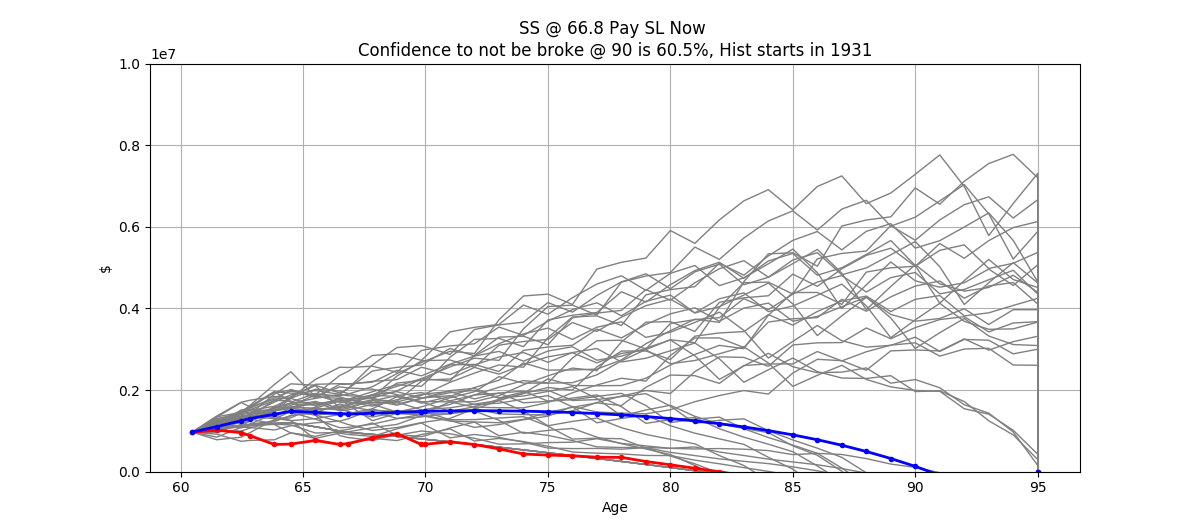 SS @ 66.8 Pay SL Now
Confidence to not be broke @ 90 is 60.5%, Hist starts in 1931
1e7
1.0
0.8
0.6
0.4
0.2
0.0
$
60 65 70 75 80 85 90 95
Age